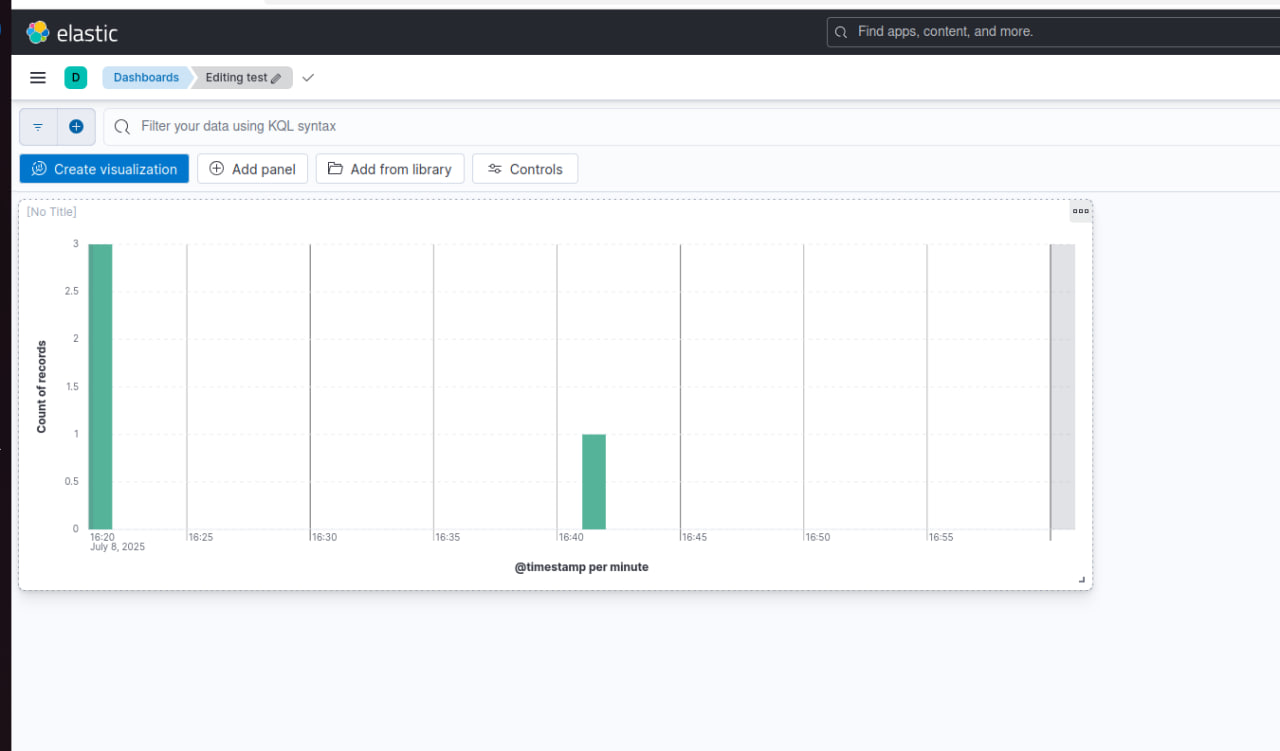 elastic
Find apps, content, and more.
D
Dashboards
Editing test
Filter your data using KQL syntax
Create visualization
Add panel
Add from library
Controls
[No Title]
3
2.5
2
1.5
1
0.5
0
Count of records
16:20
July 8, 2025
16:25
16:30
16:35
16:40
16:45
16:50
16:55
@timestamp per minute